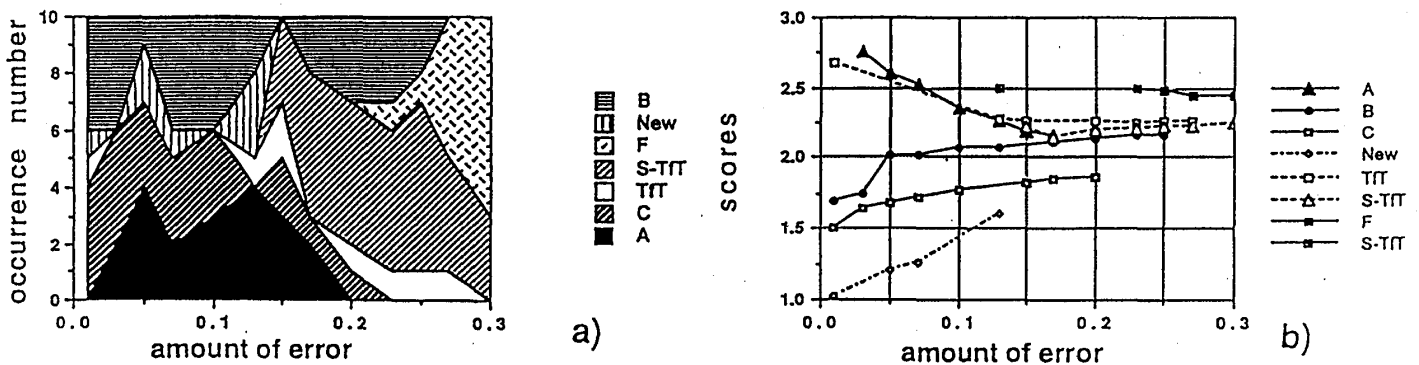 occurrence number
10
8
6
4
2
0
0.0 0.1 0.2 0.3
amount of error
B
New
F
S-TfT
TfT
C
A
a)
scores
3.0
2.5
2.0
1.5
1.0
0.0 0.1 0.2 0.3
amount of error
A
B
C
New
TfT
S-TfT
F
S-TfT
b)